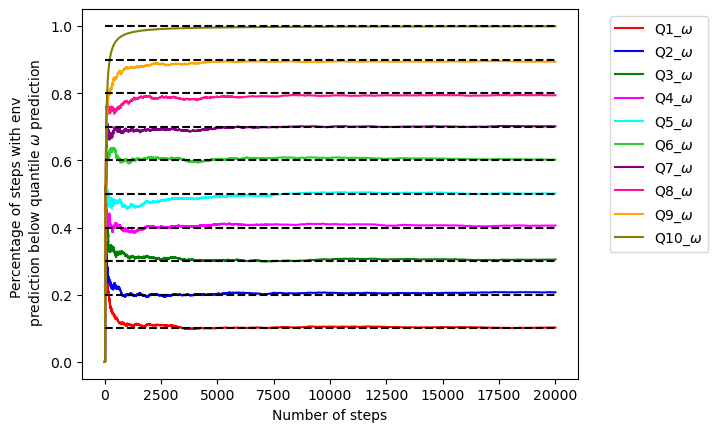 Percentage of steps with env
prediction below quantile ω prediction
1.0
0.8
0.6
0.4
0.2
0.0
0
2500
5000
7500
10000
12500
15000
17500
20000
Number of steps
Q1_ω
Q2_ω
Q3_ω
Q4_ω
Q5_ω
Q6_ω
Q7_ω
Q8_ω
Q9_ω
Q10_ω